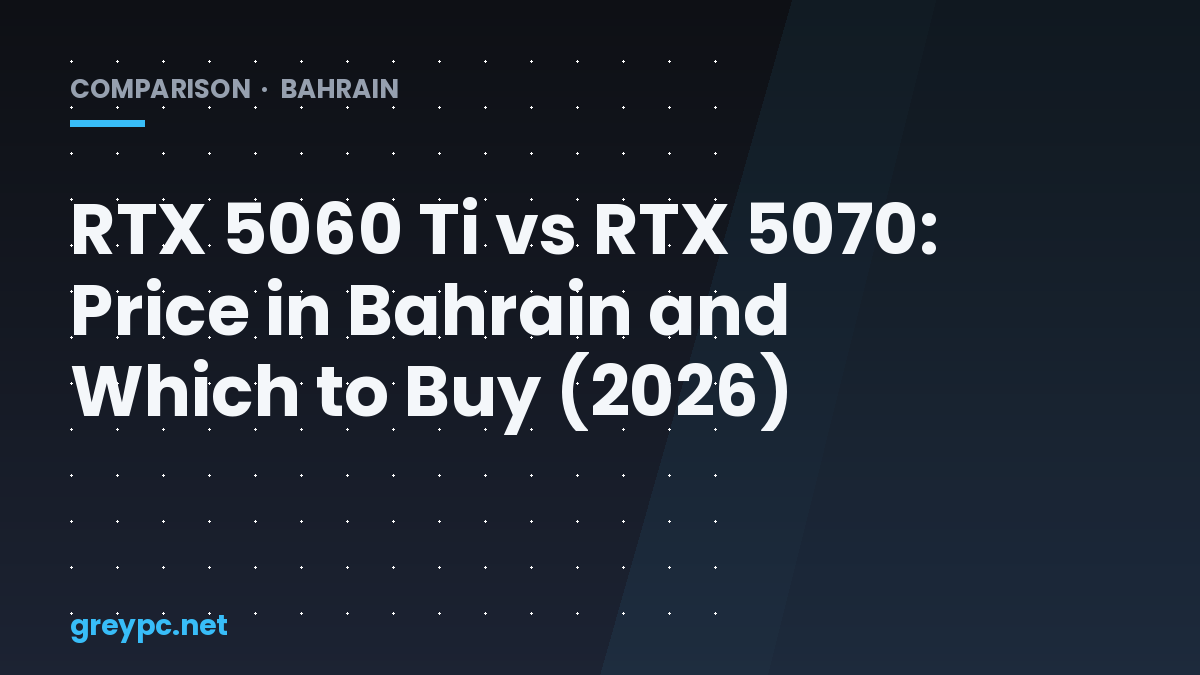 COMPARISON · BAHRAIN
RTX 5060 Ti vs RTX 5070:
Price in Bahrain and
Which to Buy (2026)
greypc.net